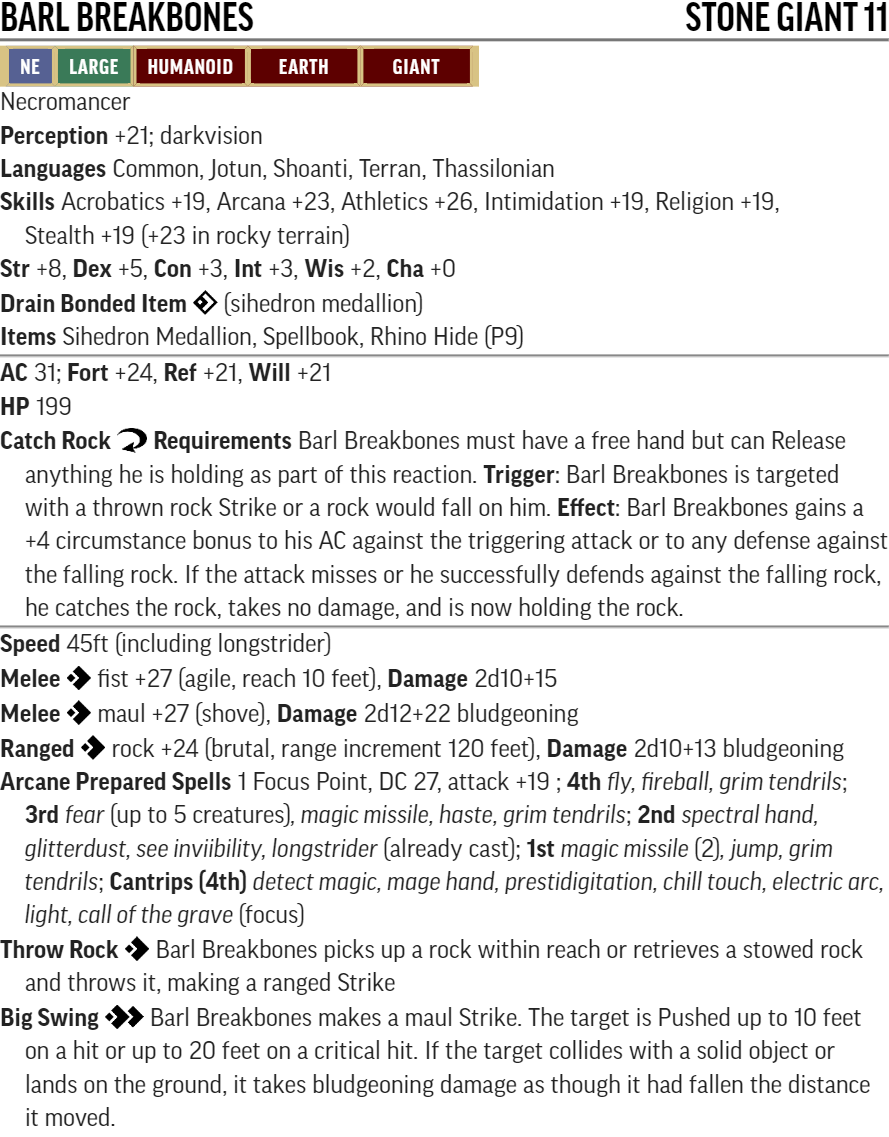 BARL BREAKBONES STONE GIANT 11
NE LARGE HUMANOID EARTH GIANT
Necromancer
Perception +21; darkvision
Languages Common, Jotun, Shoanti, Terran, Thassilonian
Skills Acrobatics +19, Arcana +23, Athletics +26, Intimidation +19, Religion +19,
Stealth +19 (+23 in rocky terrain)
Str +8, Dex +5, Con +3, Int +3, Wis +2, Cha +0
Drain Bonded Item (sihedron medallion)
Items Sihedron Medallion, Spellbook, Rhino Hide (P9)
AC 31; Fort +24, Ref +21, Will +21
HP 199
Catch Rock Requirements Barl Breakbones must have a free hand but can Release
anything he is holding as part of this reaction. Trigger: Barl Breakbones is targeted
with a thrown rock Strike or a rock would fall on him. Effect: Barl Breakbones gains a
+4 circumstance bonus to his AC against the triggering attack or to any defense against
the falling rock. If the attack misses or he successfully defends against the falling rock,
he catches the rock, takes no damage, and is now holding the rock.
Speed 45ft (including longstrider)
Melee fist +27 (agile, reach 10 feet), Damage 2d10+15
Melee maul +27 (shove), Damage 2d12+22 bludgeoning
Ranged rock +24 (brutal, range increment 120 feet), Damage 2d10+13 bludgeoning
Arcane Prepared Spells 1 Focus Point, DC 27, attack +19 ; 4th fly, fireball, grim tendrils;
3rd fear (up to 5 creatures), magic missile, haste, grim tendrils; 2nd spectral hand,
glitterdust, see inviibility, longstrider (already cast); 1st magic missile (2), jump, grim
tendrils; Cantrips (4th) detect magic, mage hand, prestidigitation, chill touch, electric arc,
light, call of the grave (focus)
Throw Rock Barl Breakbones picks up a rock within reach or retrieves a stowed rock
and throws it, making a ranged Strike
Big Swing Barl Breakbones makes a maul Strike. The target is Pushed up to 10 feet
on a hit or up to 20 feet on a critical hit. If the target collides with a solid object or
lands on the ground, it takes bludgeoning damage as though it had fallen the distance
it moved.